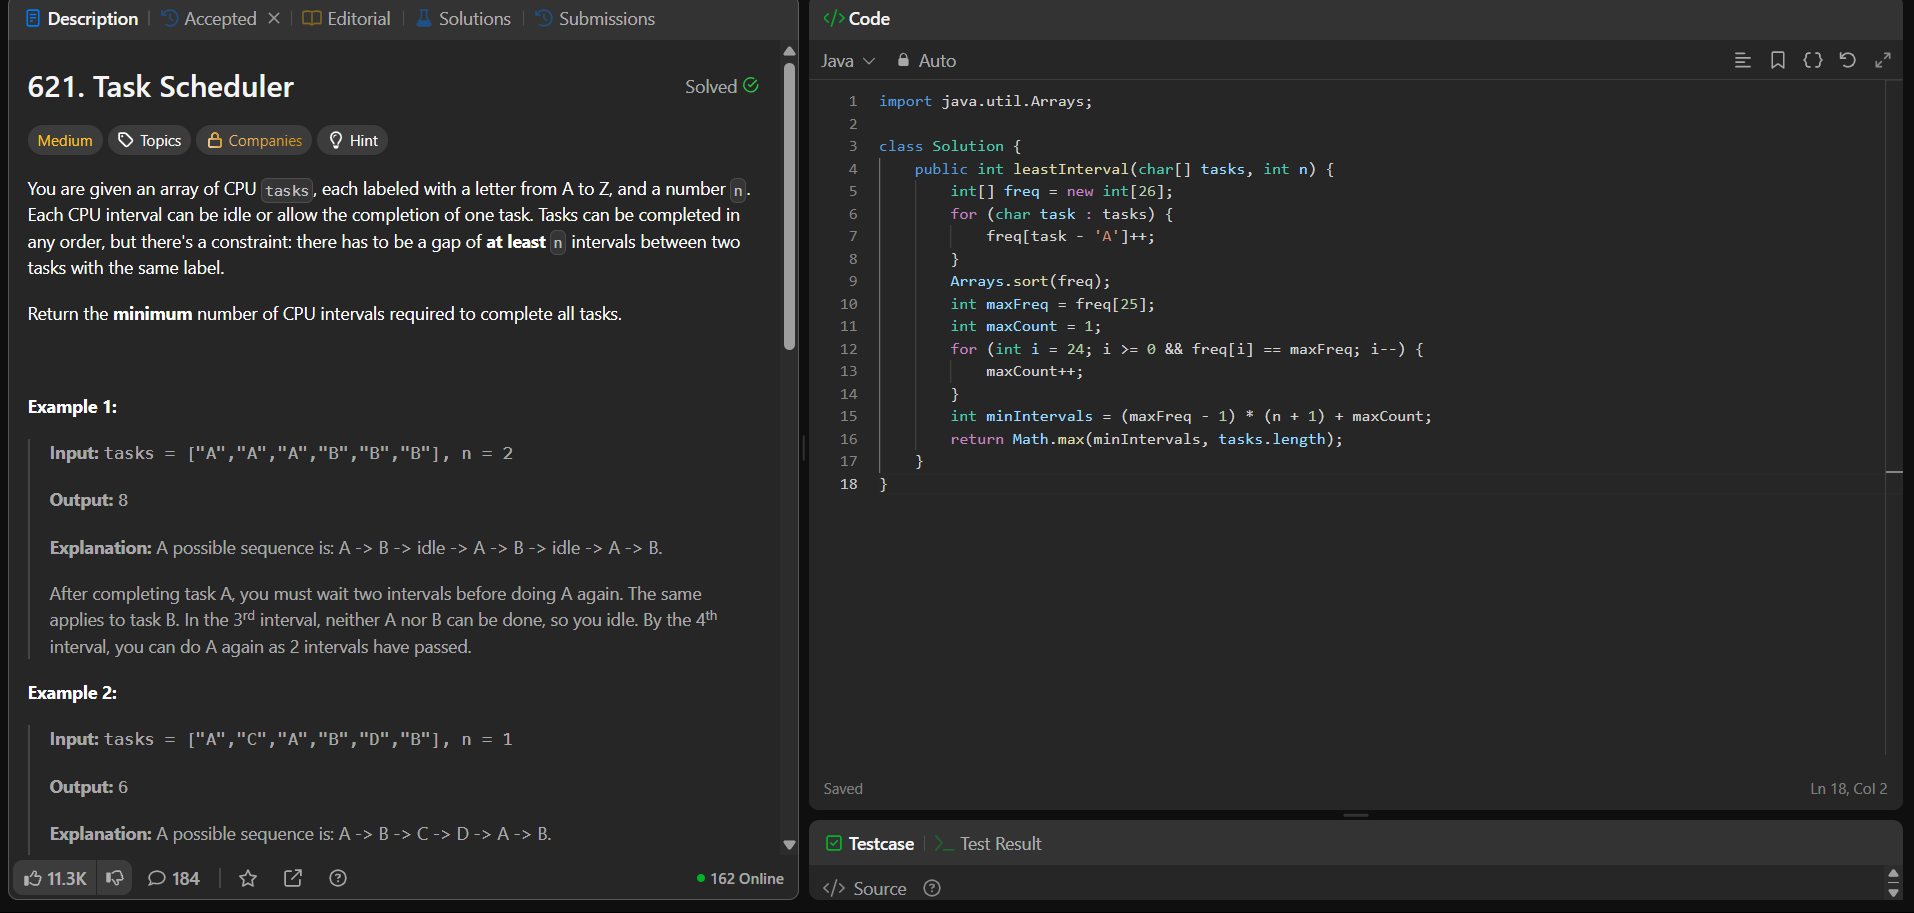 Description
Accepted
Editorial
Solutions
Submissions
621. Task Scheduler
Solved
Medium
Topics
Companies
Hint
You are given an array of CPU tasks, each labeled with a letter from A to Z, and a number n.
Each CPU interval can be idle or allow the completion of one task. Tasks can be completed in
any order, but there's a constraint: there has to be a gap of at least n intervals between two
tasks with the same label.
Return the minimum number of CPU intervals required to complete all tasks.
Example 1:
Input: tasks = ["A","A","A","B","B","B"], n = 2
Output: 8
Explanation: A possible sequence is: A -> B -> idle -> A -> B -> idle -> A -> B.
After completing task A, you must wait two intervals before doing A again. The same
applies to task B. In the 3rd interval, neither A nor B can be done, so you idle. By the 4th
interval, you can do A again as 2 intervals have passed.
Example 2:
Input: tasks = ["A","C","A","B","D","B"], n = 1
Output: 6
Explanation: A possible sequence is: A -> B -> C -> D -> A -> B.
11.3K
184
162 Online
</> Code
Java
Auto
1 import java.util.Arrays;
2
3 class Solution {
4 public int leastInterval(char[] tasks, int n) {
5 int[] freq = new int[26];
6 for (char task : tasks) {
7 freq[task - 'A']++;
8 }
9 Arrays.sort(freq);
10 int maxFreq = freq[25];
11 int maxCount = 1;
12 for (int i = 24; i >= 0 && freq[i] == maxFreq; i--) {
13 maxCount++;
14 }
15 int minIntervals = (maxFreq - 1) * (n + 1) + maxCount;
16 return Math.max(minIntervals, tasks.length);
17 }
18 }
Saved
Ln 18, Col 2
Testcase
Test Result
</> Source